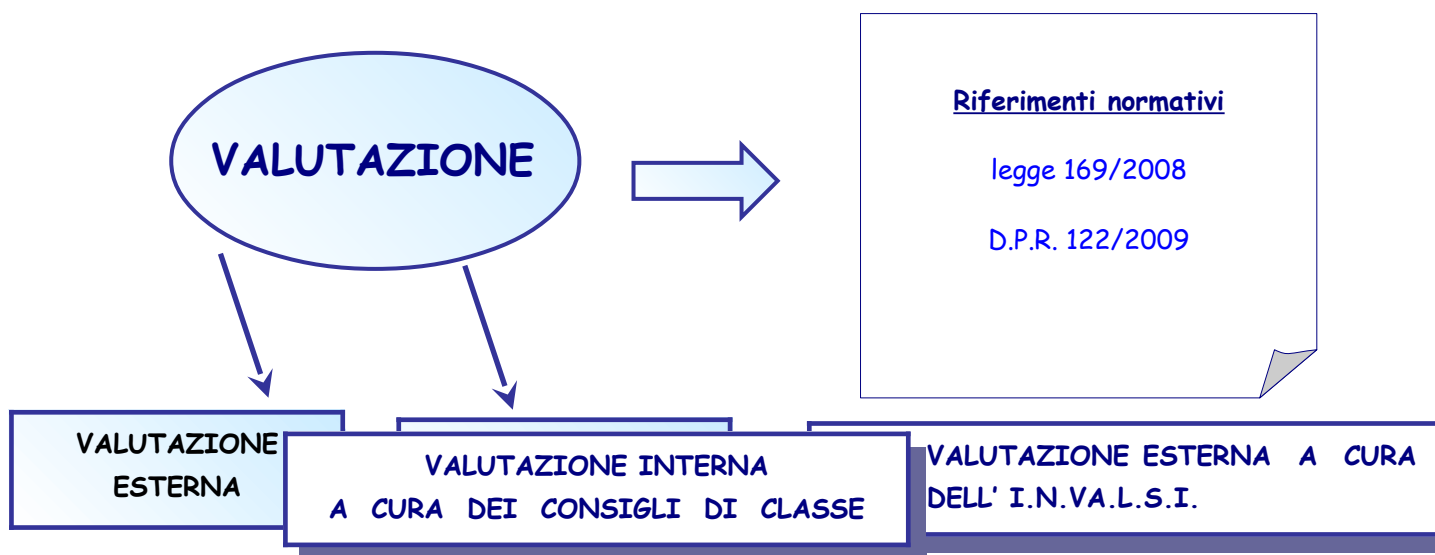 VALUTAZIONE
Riferimenti normativi
legge 169/2008
D.P.R. 122/2009
VALUTAZIONE
ESTERNA
VALUTAZIONE INTERNA
A CURA DEI CONSIGLI DI CLASSE
VALUTAZIONE ESTERNA A CURA
DELL' I.N.VA.L.S.I.